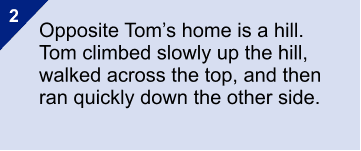 2
Opposite Tom’s home is a hill.
Tom climbed slowly up the hill,
walked across the top, and then
ran quickly down the other side.